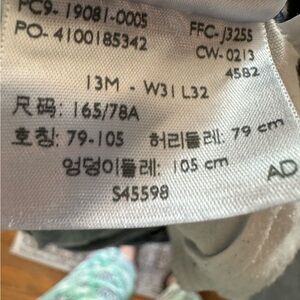 PC9- 19081-0005 FFC-J3255
PO- 4100185342 CW-0213
4582
13M - W31 L32
尺码: 165/78A
호칭: 79-105 허리둘레: 79 cm
엉덩이둘레: 105 cm
S45598 AD